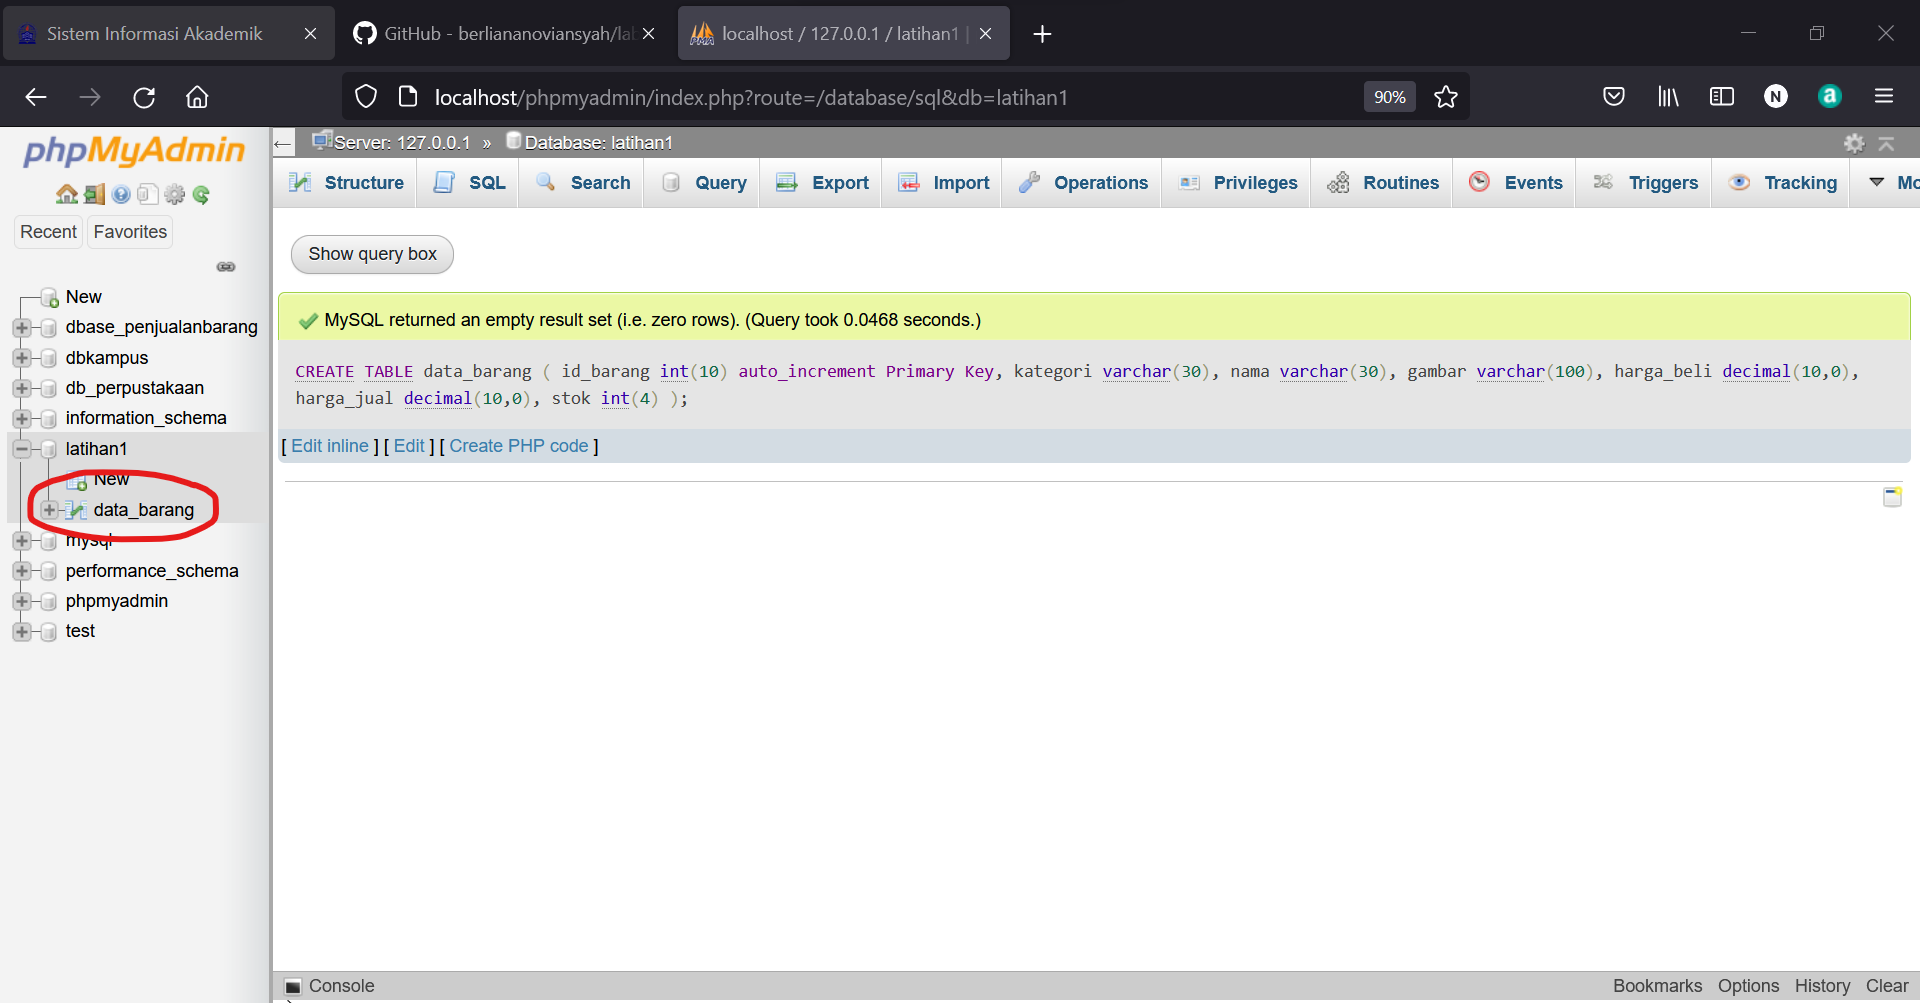 Sistem Informasi Akademik
GitHub - berliananoviansyah/lab
localhost / 127.0.0.1 / latihan1 |
localhost/phpmyadmin/index.php?route=/database/sql&db=latihan1
90%
N
a
phpMyAdmin
Recent
Favorites
New
dbase_penjualanbarang
dbkampus
db_perpustakaan
information_schema
latihan1
New
data_barang
mysql
performance_schema
phpmyadmin
test
Server: 127.0.0.1 » Database: latihan1
Structure
SQL
Search
Query
Export
Import
Operations
Privileges
Routines
Events
Triggers
Tracking
Mo
Show query box
MySQL returned an empty result set (i.e. zero rows). (Query took 0.0468 seconds.)
CREATE TABLE data_barang ( id_barang int(10) auto_increment Primary Key, kategori varchar(30), nama varchar(30), gambar varchar(100), harga_beli decimal(10,0),
harga_jual decimal(10,0), stok int(4) );
[ Edit inline ] [ Edit ] [ Create PHP code ]
Console
Bookmarks Options History Clear